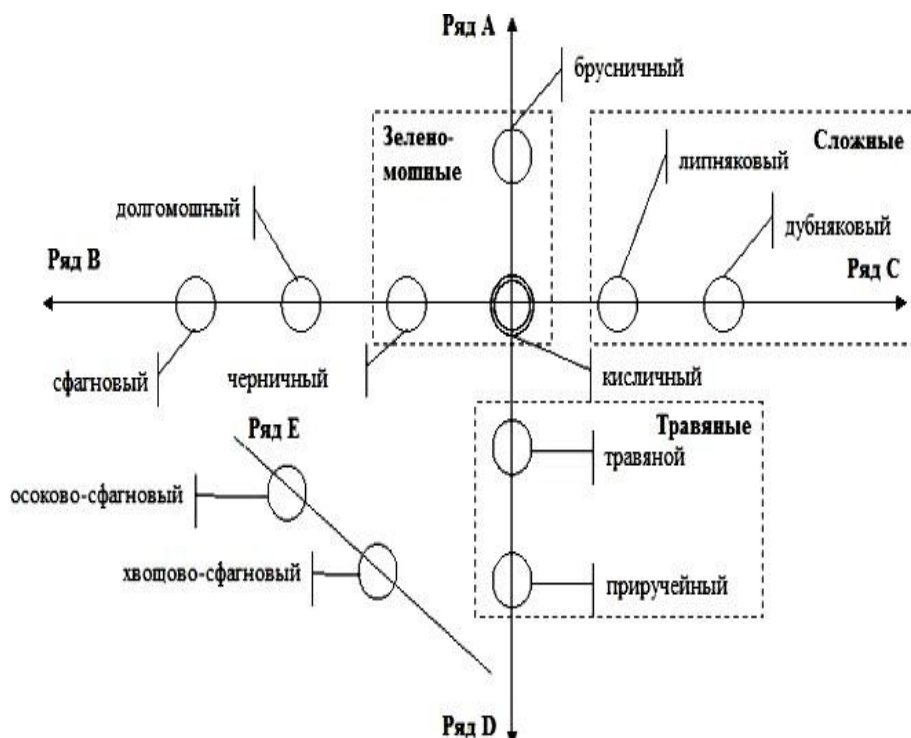 Ряд A
брусничный
Зелено-
мошные
Сложные
липняковый
долгомошный
дубняковый
Ряд B
Ряд C
сфагновый
черничный
кисличный
Ряд E
Травяные
травяной
осоково-сфагновый
хвощово-сфагновый
приручейный
Ряд D